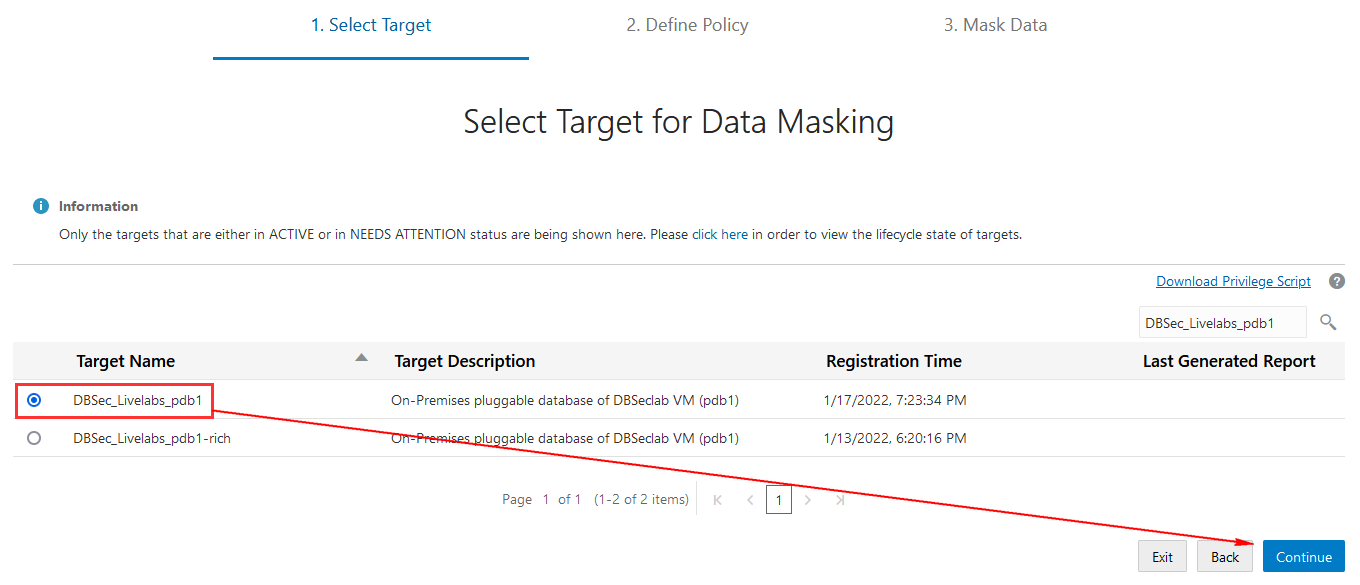 1. Select Target 2. Define Policy 3. Mask Data
Select Target for Data Masking
i Information
Only the targets that are either in ACTIVE or in NEEDS ATTENTION status are being shown here. Please click here in order to view the lifecycle state of targets.
Download Privilege Script ?
DBSec_Livelabs_pdb1
Target Name Target Description Registration Time Last Generated Report
DBSec_Livelabs_pdb1 On-Premises pluggable database of DBSeclab VM (pdb1) 1/17/2022, 7:23:34 PM
DBSec_Livelabs_pdb1-rich On-Premises pluggable database of DBSeclab VM (pdb1) 1/13/2022, 6:20:16 PM
Page 1 of 1 (1-2 of 2 items) 1
Exit Back Continue